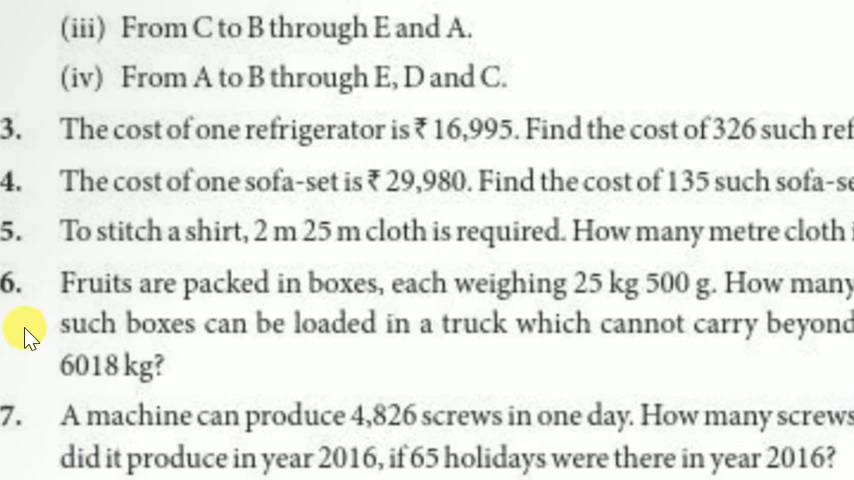 (iii) From C to B through E and A.
(iv) From A to B through E, D and C.
3. The cost of one refrigerator is ₹ 16,995. Find the cost of 326 such ref
4. The cost of one sofa-set is ₹ 29,980. Find the cost of 135 such sofa-se
5. To stitch a shirt, 2 m 25 m cloth is required. How many metre cloth i
6. Fruits are packed in boxes, each weighing 25 kg 500 g. How many
such boxes can be loaded in a truck which cannot carry beyond
6018 kg?
7. A machine can produce 4,826 screws in one day. How many screws
did it produce in year 2016, if 65 holidays were there in year 2016?